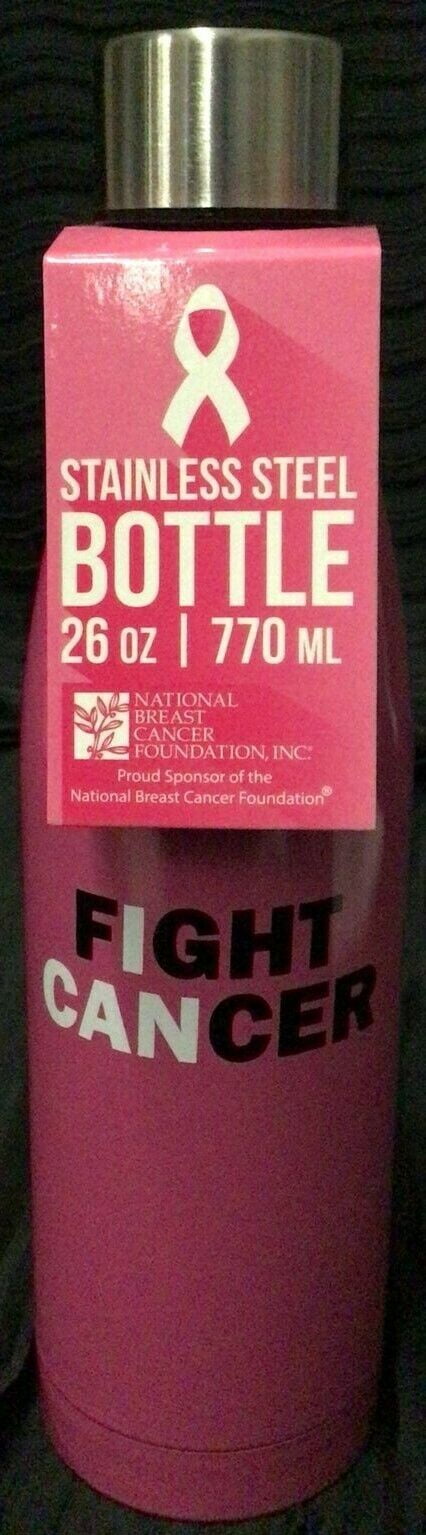 STAINLESS STEEL
BOTTLE
26 OZ | 770 ML
NATIONAL
BREAST
CANCER
FOUNDATION, INC.®
Proud Sponsor of the
National Breast Cancer Foundation®
FIGHT
CANCER